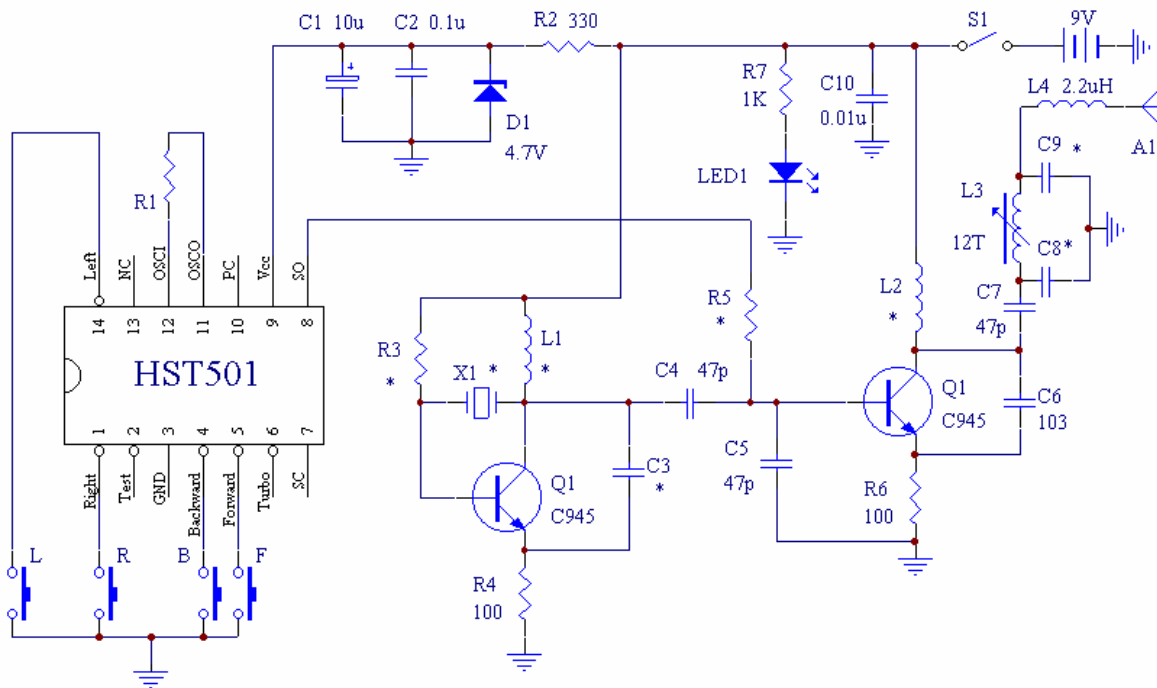 C1 10u
C2 0.1u
R2 330
S1
9V
R7
1K
C10
0.01u
L4 2.2uH
D1
4.7V
C9 *
A1
R1
LED1
L3
12T
C8*
Left
NC
OSCI
OSCO
PC
Vcc
SO
14
13
12
11
10
9
8
HST501
1
2
3
4
5
6
7
Right
Test
GND
Backward
Forward
Turbo
SC
R3
*
X1 *
L1
*
C4 47p
R5
*
L2
*
C7
47p
Q1
C945
C6
103
C3
*
C5
47p
Q1
C945
R6
100
R4
100
L
R
B
F